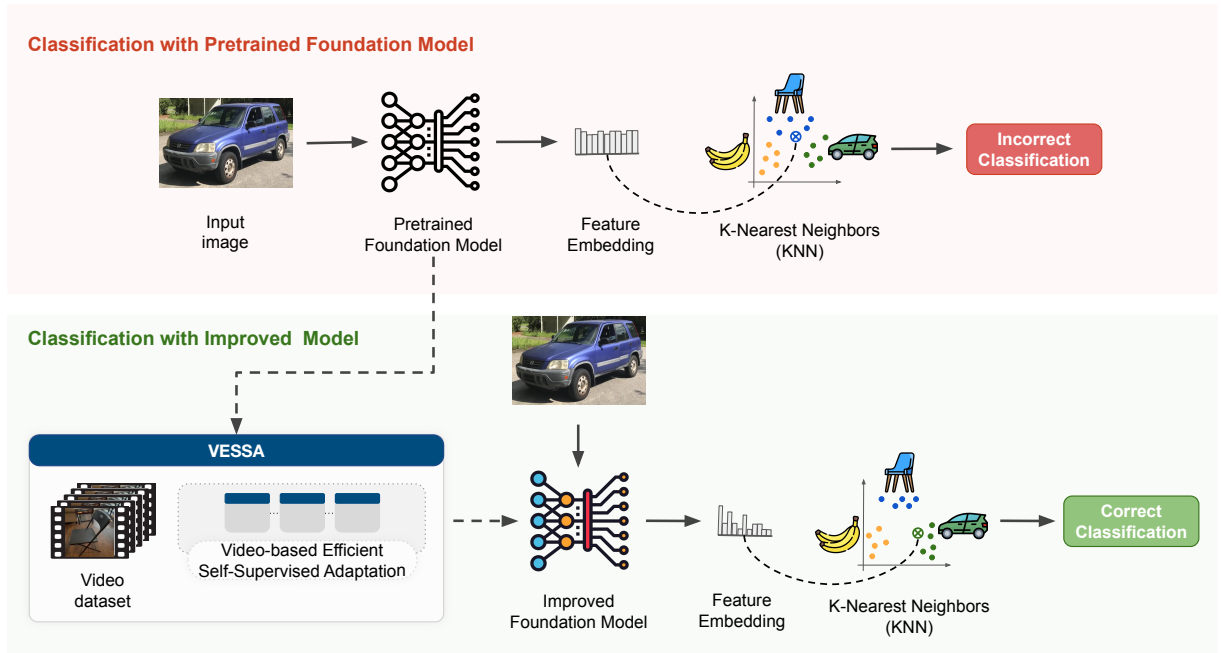 Classification with Pretrained Foundation Model
Input
image
Pretrained
Foundation Model
Feature
Embedding
K-Nearest Neighbors
(KNN)
Incorrect
Classification
Classification with Improved Model
VESSA
Video
dataset
Video-based Efficient
Self-Supervised Adaptation
Improved
Foundation Model
Feature
Embedding
K-Nearest Neighbors
(KNN)
Correct
Classification